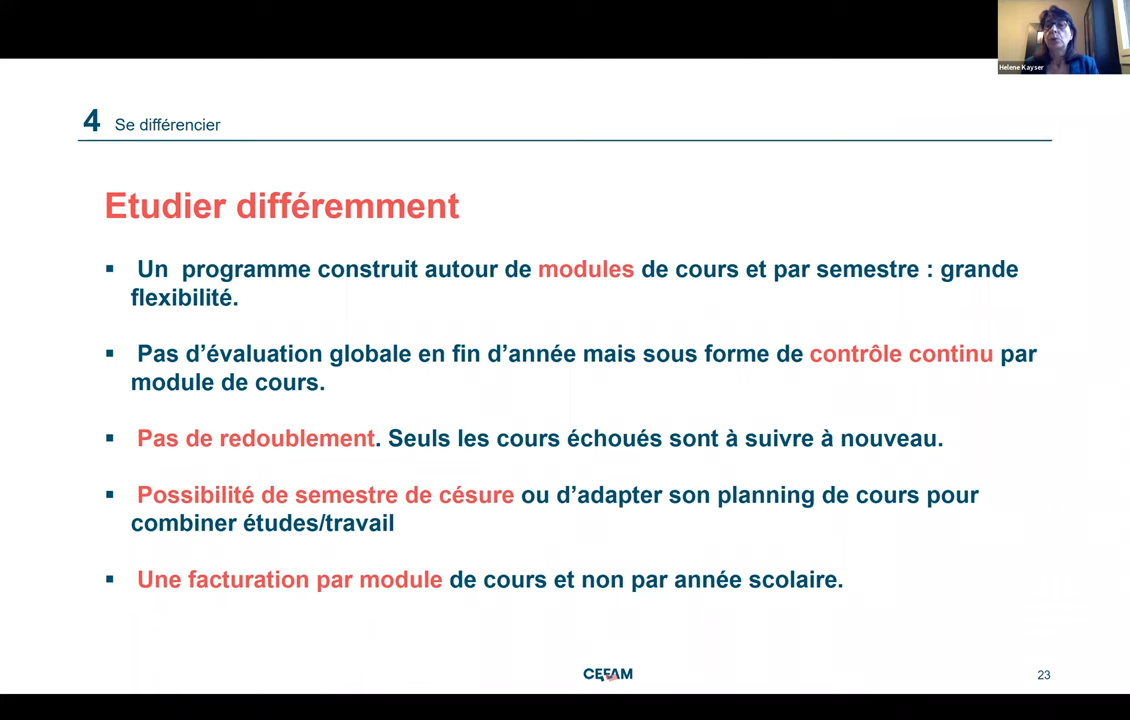 Helene Kayser
4 Se différencier
Etudier différemment
▪ Un programme construit autour de modules de cours et par semestre : grande
flexibilité.
▪ Pas d’évaluation globale en fin d’année mais sous forme de contrôle continu par
module de cours.
▪ Pas de redoublement. Seuls les cours échoués sont à suivre à nouveau.
▪ Possibilité de semestre de césure ou d’adapter son planning de cours pour
combiner études/travail
▪ Une facturation par module de cours et non par année scolaire.
CEFAM
23